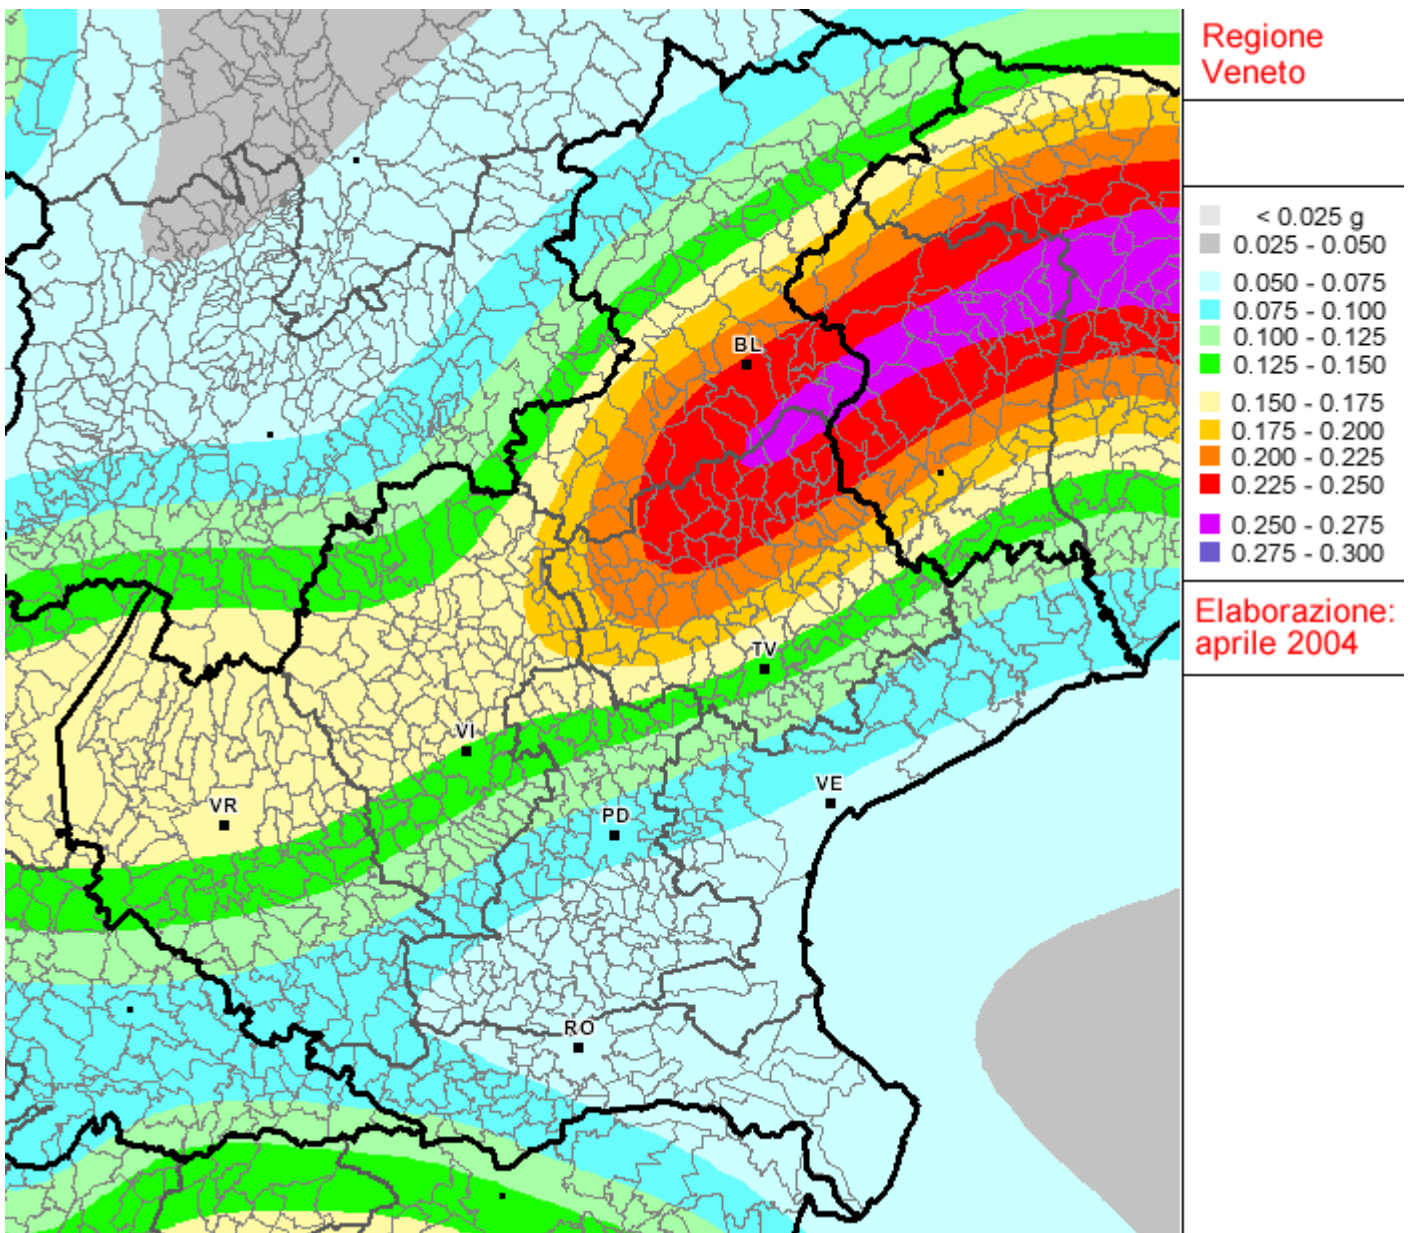 Regione
Veneto
< 0.025 g
0.025 - 0.050
0.050 - 0.075
0.075 - 0.100
0.100 - 0.125
0.125 - 0.150
0.150 - 0.175
0.175 - 0.200
0.200 - 0.225
0.225 - 0.250
0.250 - 0.275
0.275 - 0.300
Elaborazione:
aprile 2004
BL
TV
VI
VE
VR
PD
RO